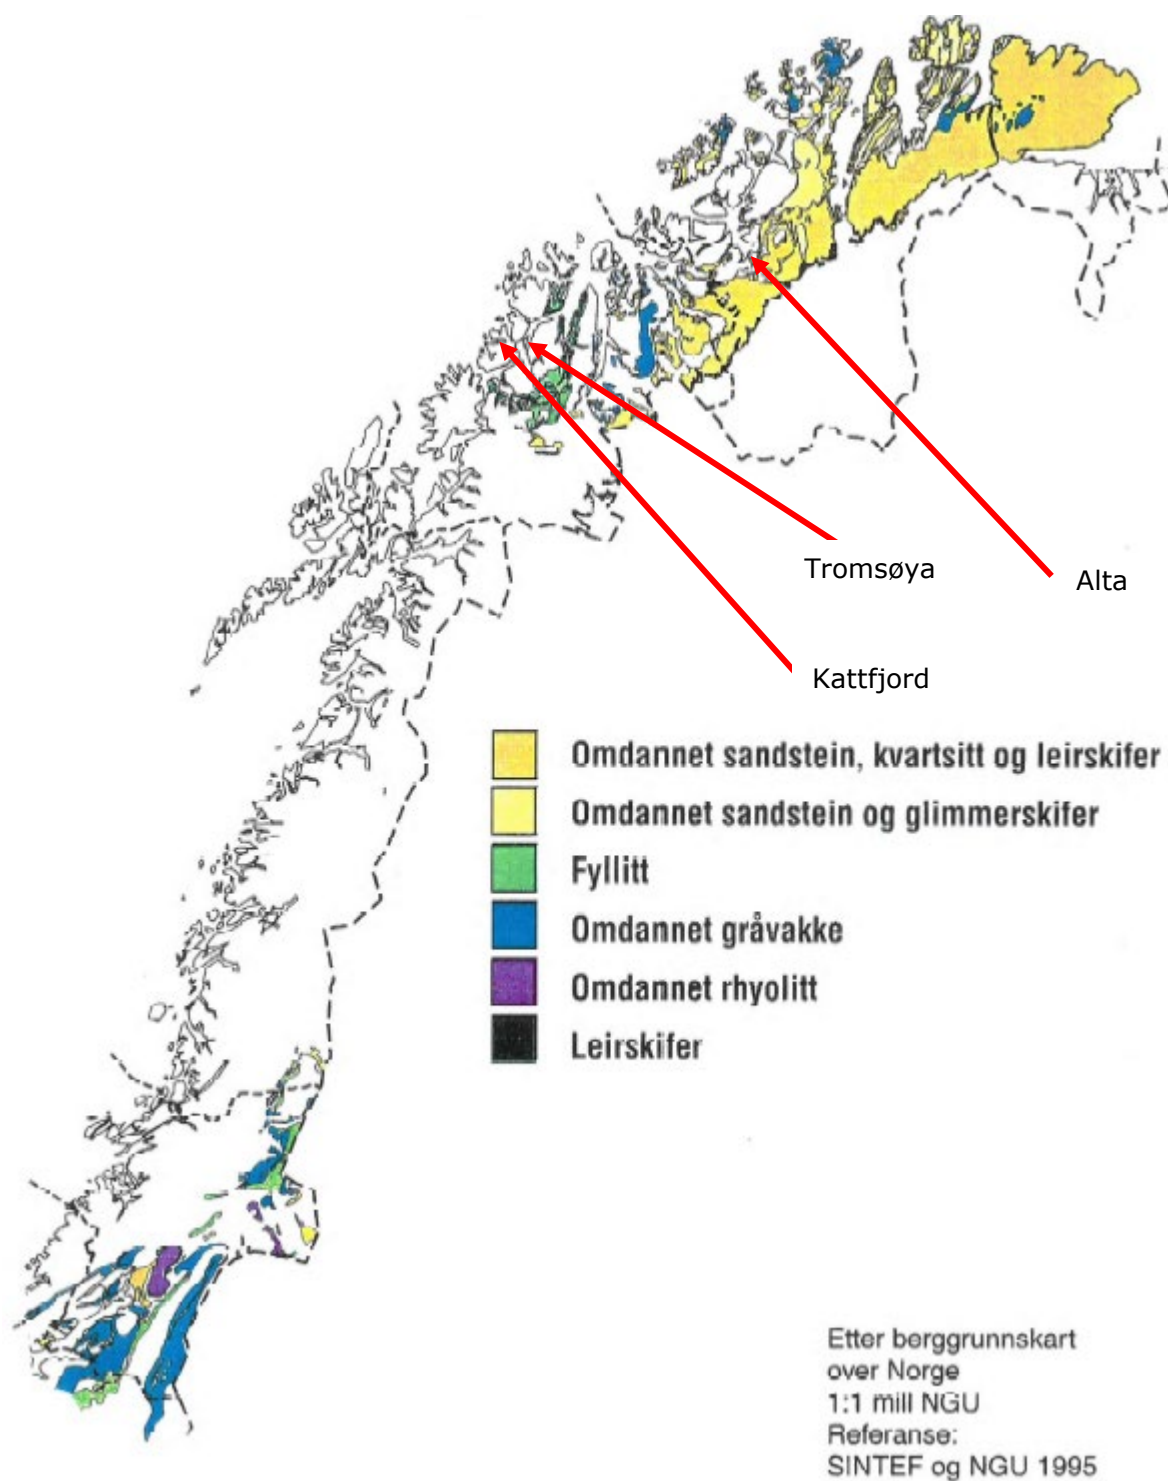 Tromsøya
Alta
Kattfjord
Omdannet sandstein, kvartsitt og leirskifer
Omdannet sandstein og glimmerskifer
Fyllitt
Omdannet gråvakke
Omdannet rhyolitt
Leirskifer
Etter berggrunnskart
over Norge
1:1 mill NGU
Referanse:
SINTEF og NGU 1995